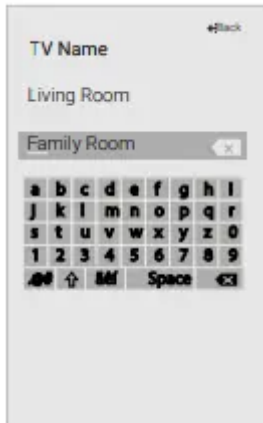 Back
TV Name
Living Room
Family Room
a b c d e f g h i
j k l m n o p q r
s t u v w x y z 0
1 2 3 4 5 6 7 8 9
Space